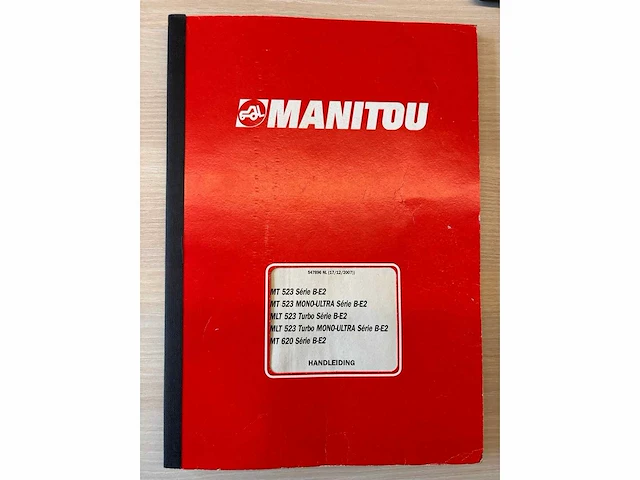 MANITOU
547896 NL (17/12/2007)
MT 523 Série B-E2
MT 523 MONO-ULTRA Série B-E2
MLT 523 Turbo Série B-E2
MLT 523 Turbo MONO-ULTRA Série B-E2
MT 620 Série B-E2
HANDLEIDING